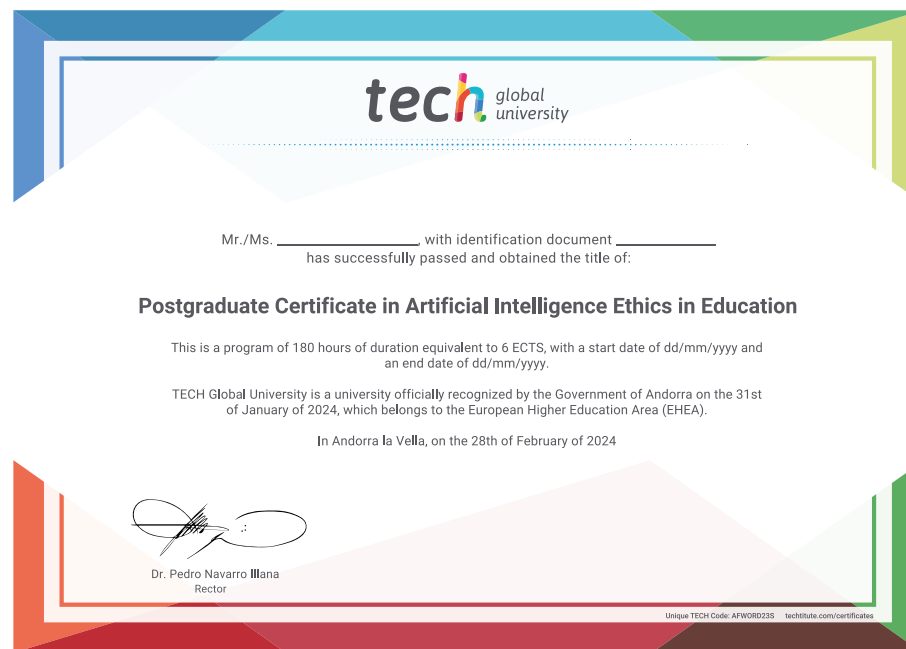 tech global
university
Mr./Ms. ____________________, with identification document ______________
has successfully passed and obtained the title of:
Postgraduate Certificate in Artificial Intelligence Ethics in Education
This is a program of 180 hours of duration equivalent to 6 ECTS, with a start date of dd/mm/yyyy and
an end date of dd/mm/yyyy.
TECH Global University is a university officially recognized by the Government of Andorra on the 31st
of January of 2024, which belongs to the European Higher Education Area (EHEA).
In Andorra la Vella, on the 28th of February of 2024
Dr. Pedro Navarro Illana
Rector
Unique TECH Code: AFWORD23S techtitute.com/certificates